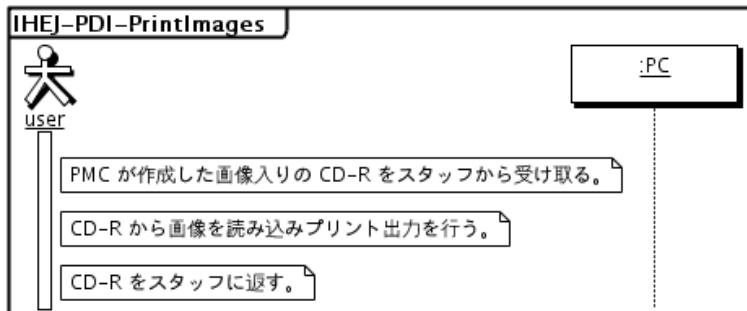 IHEJ-PDI-PrintImages
:PC
user
PMC が作成した画像入りの CD-R をスタッフから受け取る。
CD-R から画像を読み込みプリント出力を行う。
CD-R をスタッフに返す。